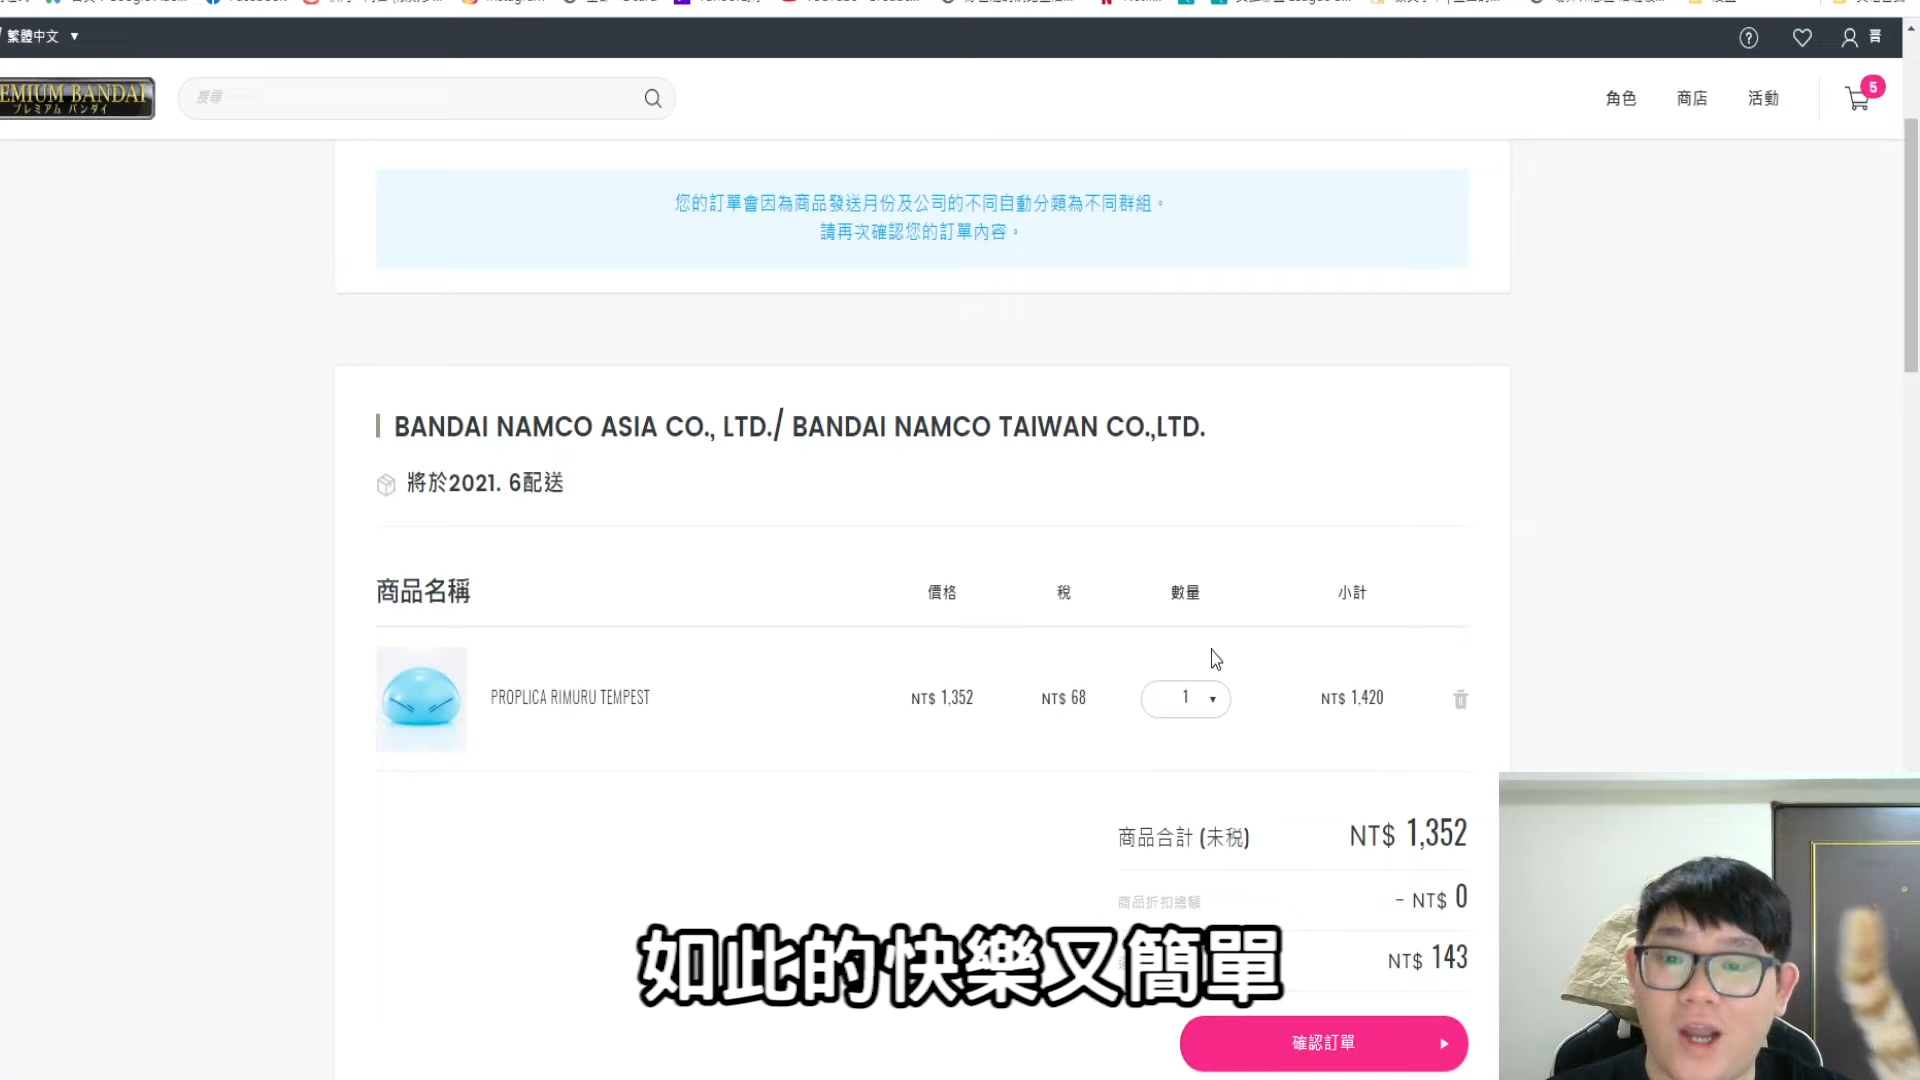 繁體中文 ▼
PREMIUM BANDAI
プレミアム バンダイ
搜尋
角色
商店
活動
5
您的訂單會因為商品發送月份及公司的不同自動分類為不同群組。
請再次確認您的訂單內容。
BANDAI NAMCO ASIA CO., LTD./ BANDAI NAMCO TAIWAN CO.,LTD.
將於2021. 6配送
商品名稱 價格 稅 數量 小計
PROPLICA RIMURU TEMPEST NT$ 1,352 NT$ 68 1 NT$ 1,420
商品合計 (未稅) NT$ 1,352
商品折扣總額 - NT$ 0
NT$ 143
如此的快樂又簡單
確認訂單